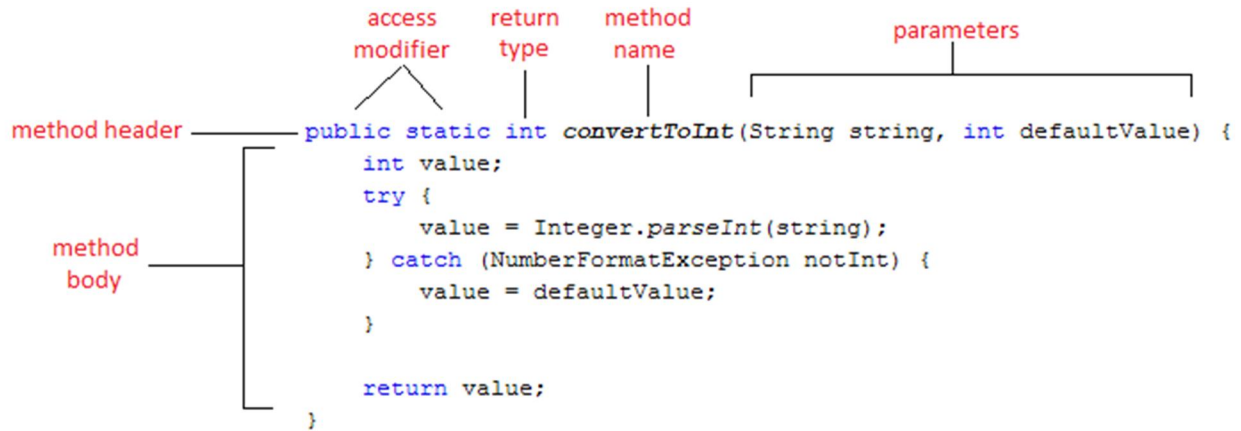 access return method
modifier type name parameters
method header public static int convertToInt(String string, int defaultValue) {
int value;
try {
value = Integer.parseInt(string);
method
body
} catch (NumberFormatException notInt) {
value = defaultValue;
}
return value;
}